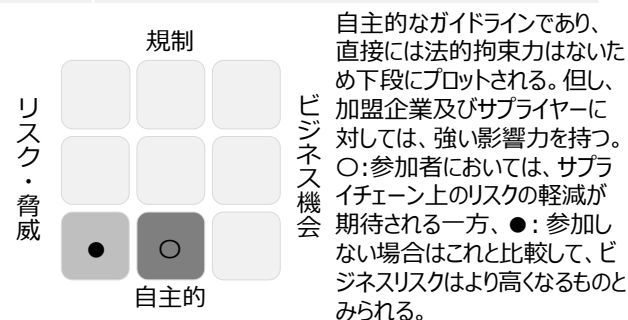 規制
リスク・脅威
ビジネス機会
●
○
自主的
自主的なガイドラインであり、
直接には法的拘束力はないた
め下段にプロットされる。但し、
加盟企業及びサプライヤーに
対しては、強い影響力を持つ。
○:参加者においては、サプラ
イチェーン上のリスクの軽減が
期待される一方、●: 参加し
ない場合はこれと比較して、ビ
ジネスリスクはより高くなるものと
みられる。